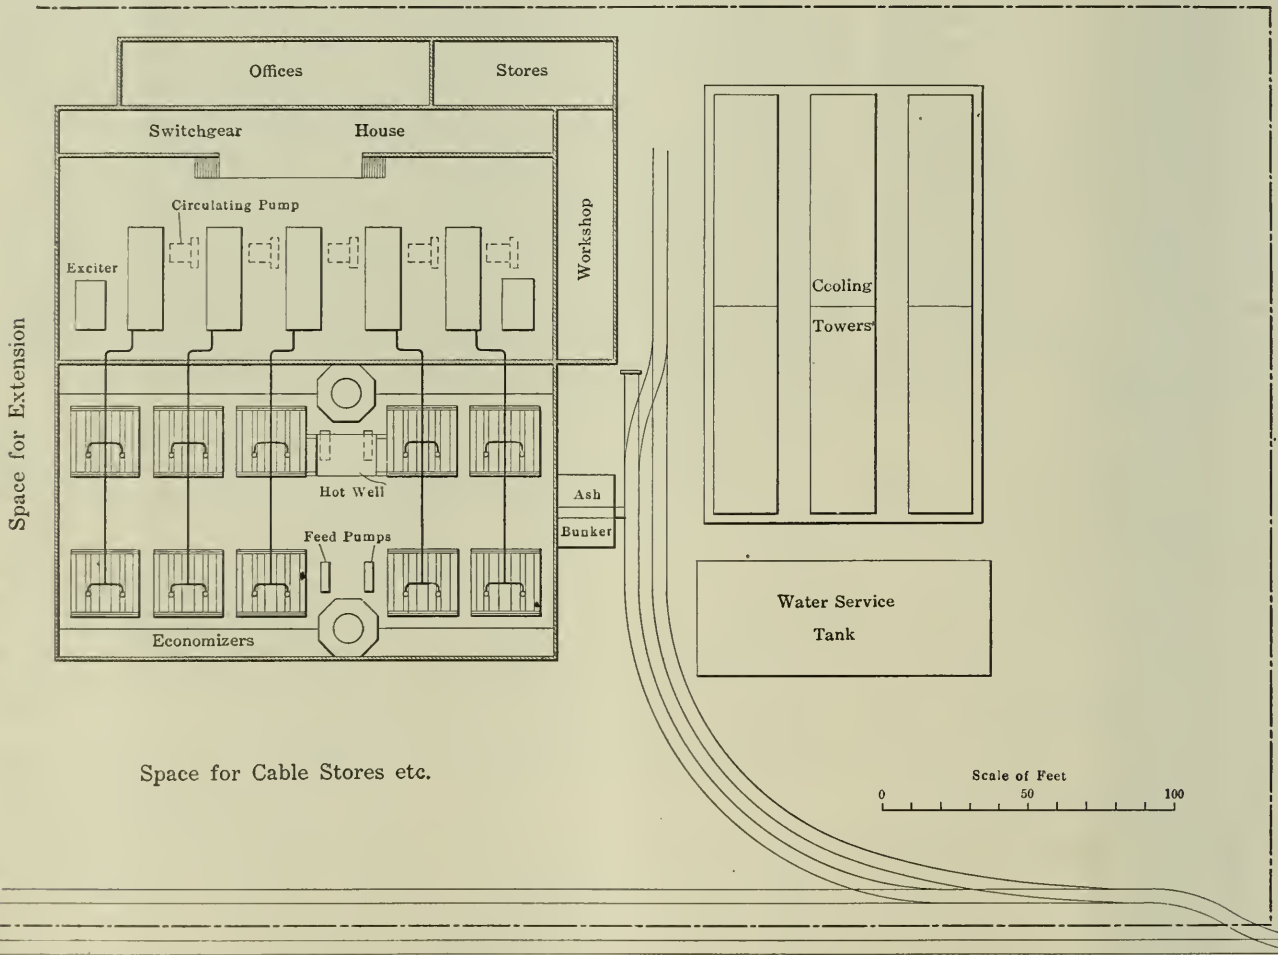 Offices
Stores
Switchgear House
Circulating Pump
Exciter
Workshop
Cooling
Towers
Space for Extension
Hot Well
Ash
Bunker
Feed Pumps
Economizers
Water Service
Tank
Space for Cable Stores etc.
Scale of Feet
0 50 100